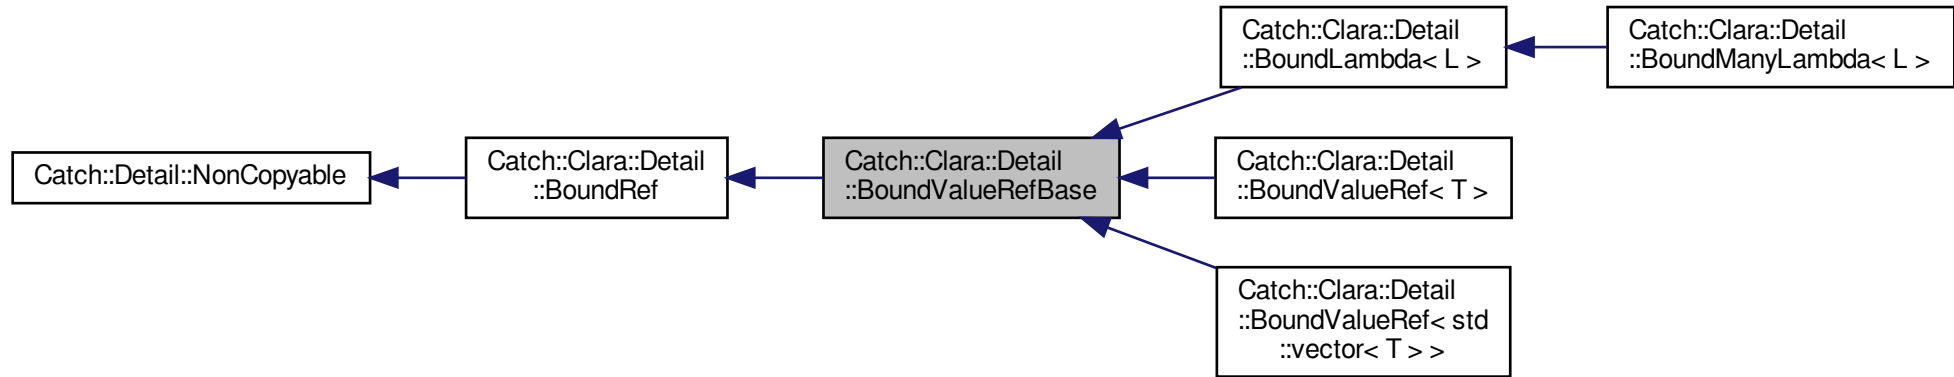 Catch::Detail::NonCopyable
Catch::Clara::Detail
::BoundRef
Catch::Clara::Detail
::BoundValueRefBase
Catch::Clara::Detail
::BoundLambda< L >
Catch::Clara::Detail
::BoundManyLambda< L >
Catch::Clara::Detail
::BoundValueRef< T >
Catch::Clara::Detail
::BoundValueRef< std
::vector< T > >